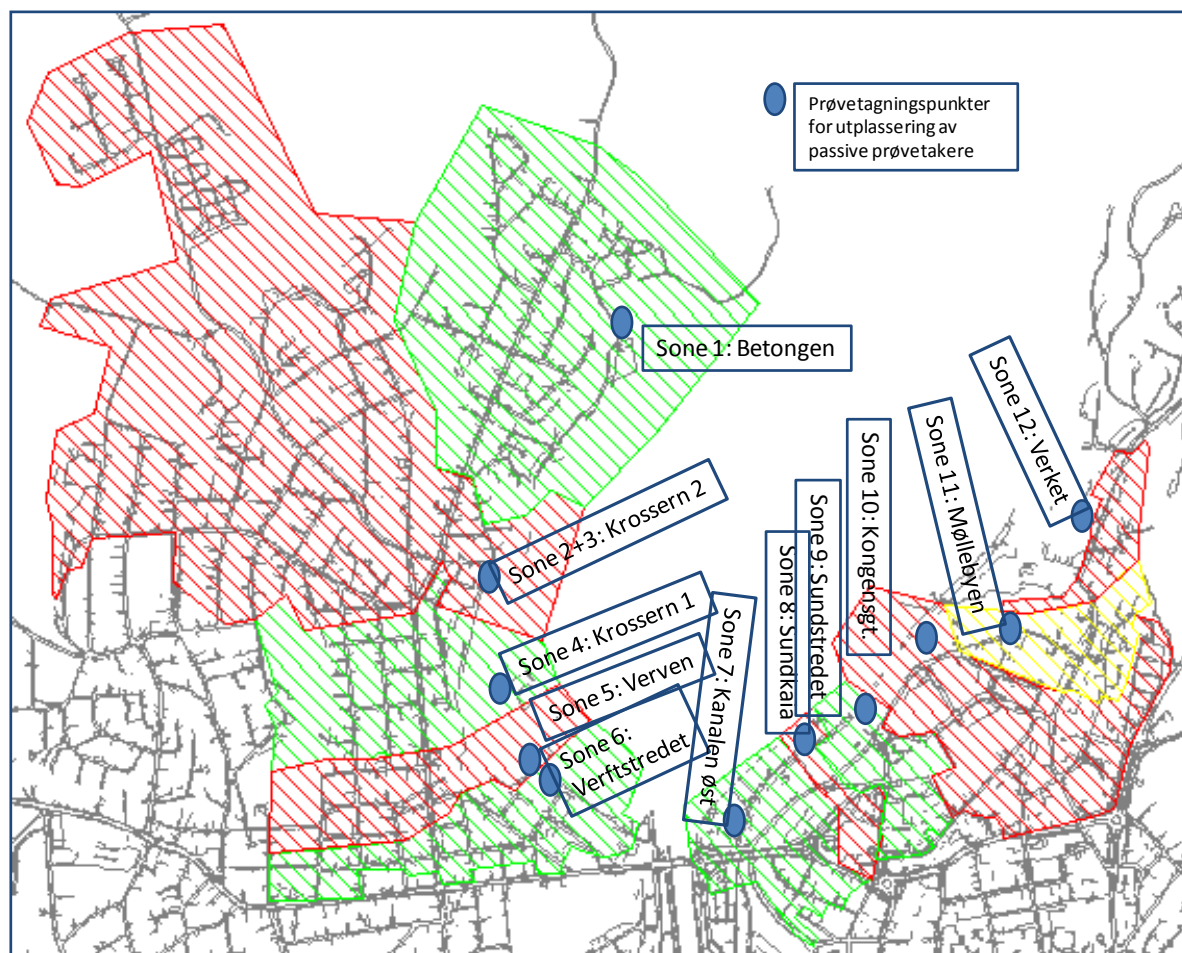 Prøvetagningspunkter
for utplassering av
passive prøvetakere
Sone 1: Betongen
Sone 2+3: Krossern 2
Sone 4: Krossern 1
Sone 5: Verven
Sone 6:
Verftstredet
Sone 7: Kanalen øst
Sone 8: Sundkaia
Sone 9: Sundstredet
Sone 10: Kongensgt.
Sone 11: Møllebyen
Sone 12: Verket